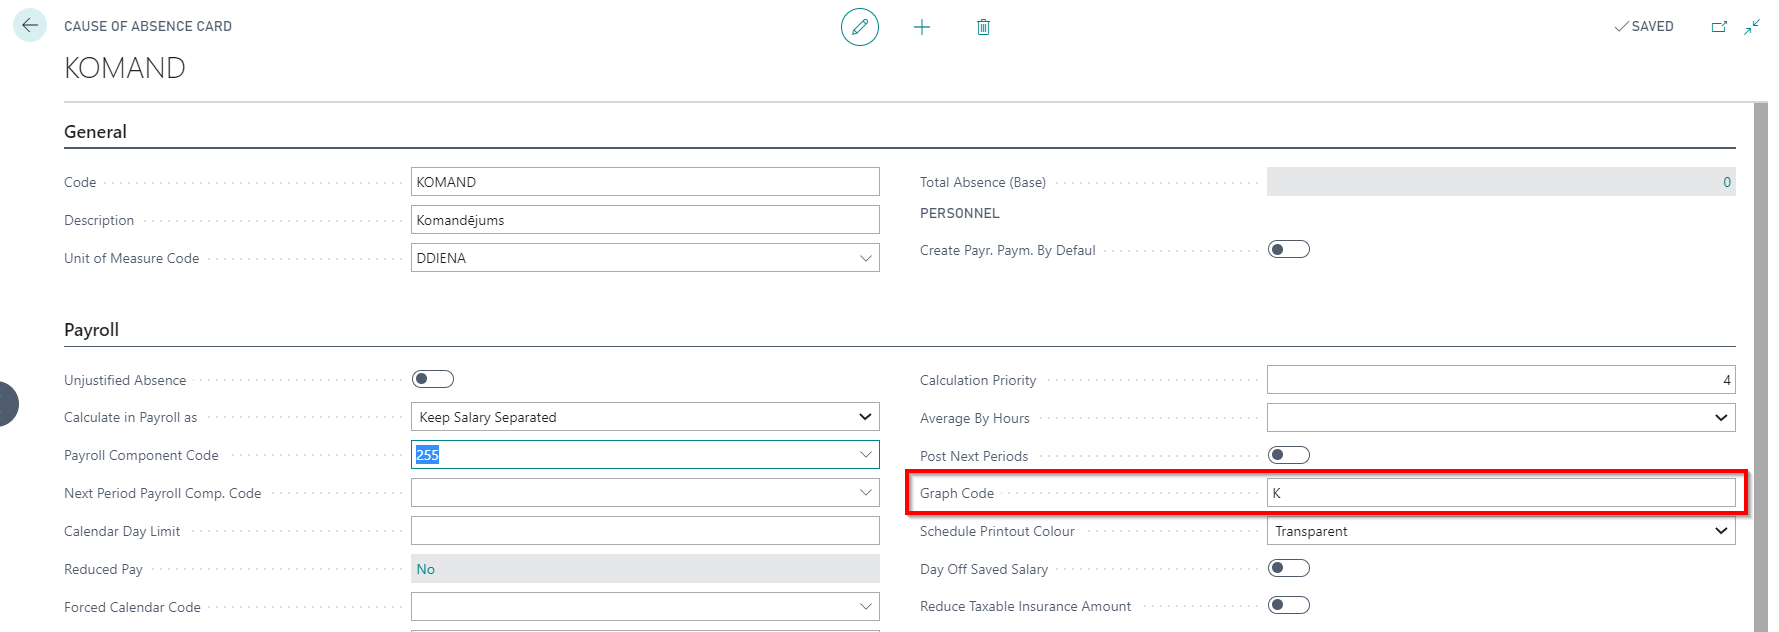 CAUSE OF ABSENCE CARD
SAVED
KOMAND
General
Code KOMAND
Description Komandējums
Unit of Measure Code DDIENA
Total Absence (Base) 0
PERSONNEL
Create Payr. Paym. By Defaul
Payroll
Unjustified Absence
Calculate in Payroll as Keep Salary Separated
Payroll Component Code 255
Next Period Payroll Comp. Code
Calendar Day Limit
Reduced Pay No
Forced Calendar Code
Calculation Priority 4
Average By Hours
Post Next Periods
Graph Code K
Schedule Printout Colour Transparent
Day Off Saved Salary
Reduce Taxable Insurance Amount